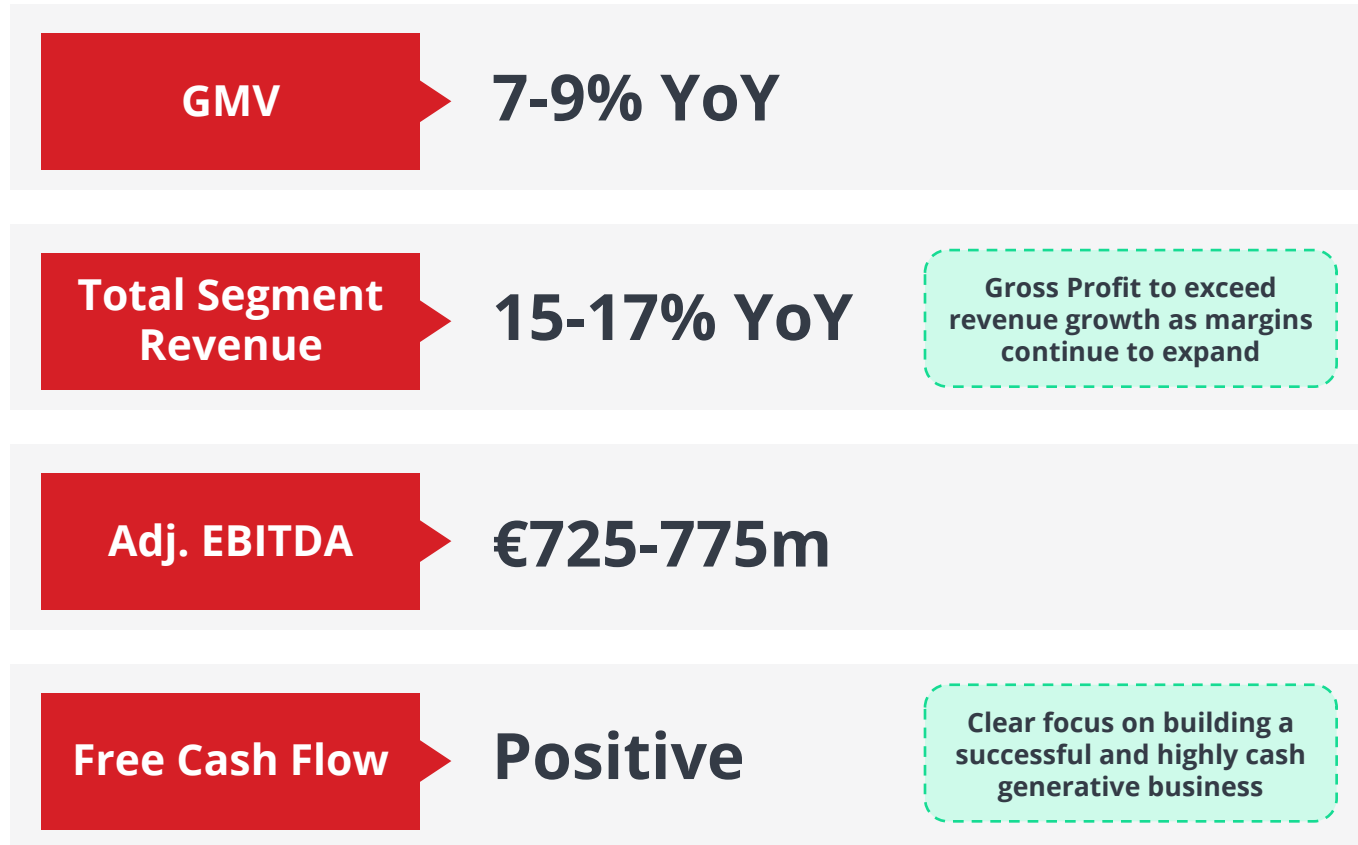 GMV
7-9% YoY
Total Segment
Revenue
15-17% YoY
Gross Profit to exceed
revenue growth as margins
continue to expand
Adj. EBITDA
€725-775m
Free Cash Flow
Positive
Clear focus on building a
successful and highly cash
generative business